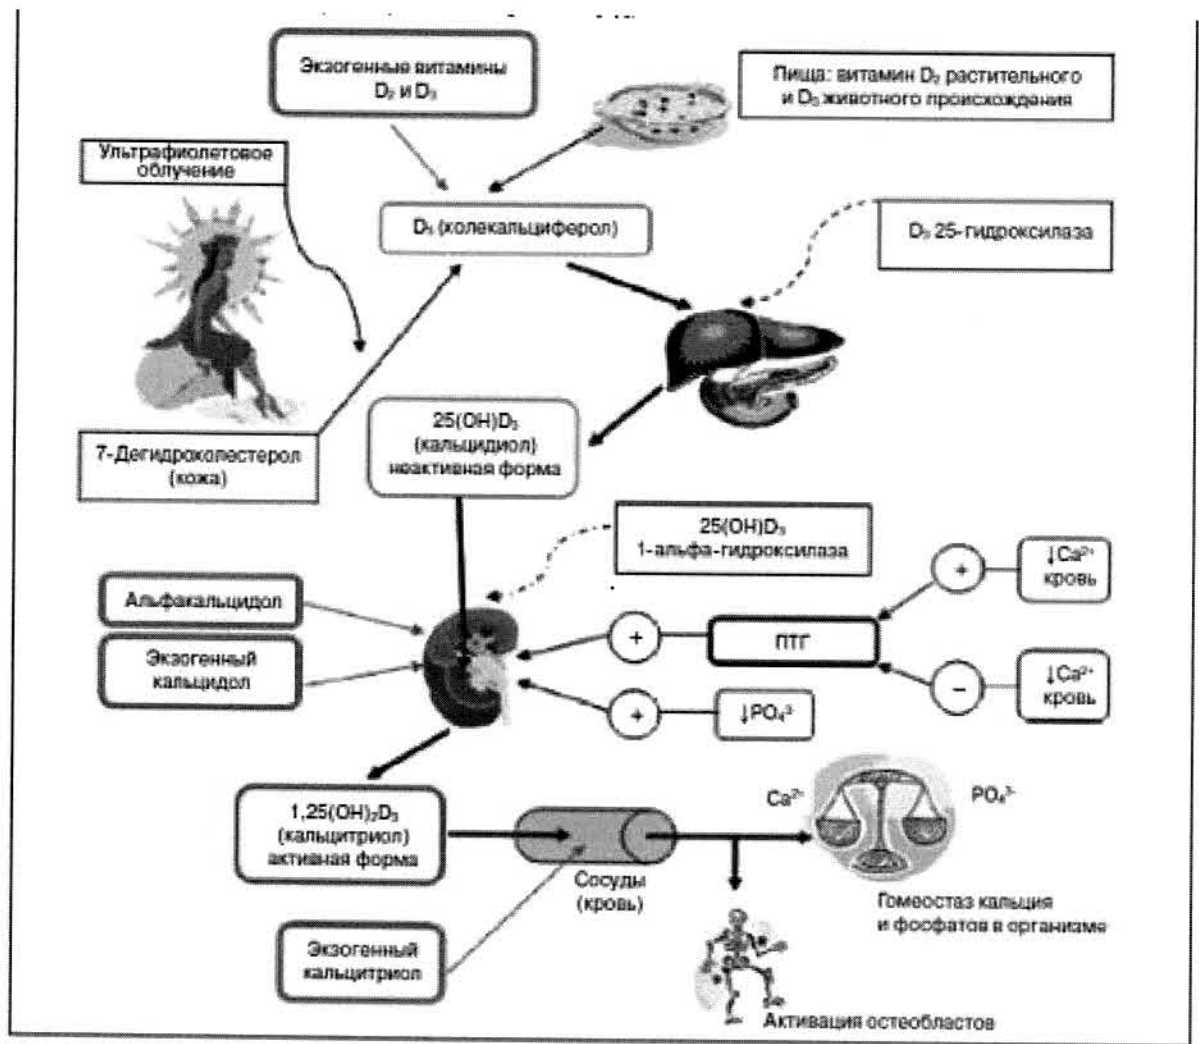 Экзогенные витамины
D₂ и D₃
Пища: витамин D₂ растительного
и D₃ животного происхождения
Ультрафиолетовое
облучение
D₃ (холекальциферол)
D₃ 25-гидроксилаза
25(OH)D₃
(кальцидиол)
неактивная форма
7-Дегидрохолестерол
(кожа)
25(OH)D₃
1-альфа-гидроксилаза
↓Ca²⁺
кровь
+
Альфакальцидол
+
ПТГ
Экзогенный
кальцидол
↓Ca²⁺
кровь
−
+
↓PO₄³⁻
1,25(OH)₂D₃
(кальцитриол)
активная форма
Ca²⁺
PO₄³⁻
Сосуды
(кровь)
Гомеостаз кальция
и фосфатов в организме
Экзогенный
кальцитриол
Активация остеобластов